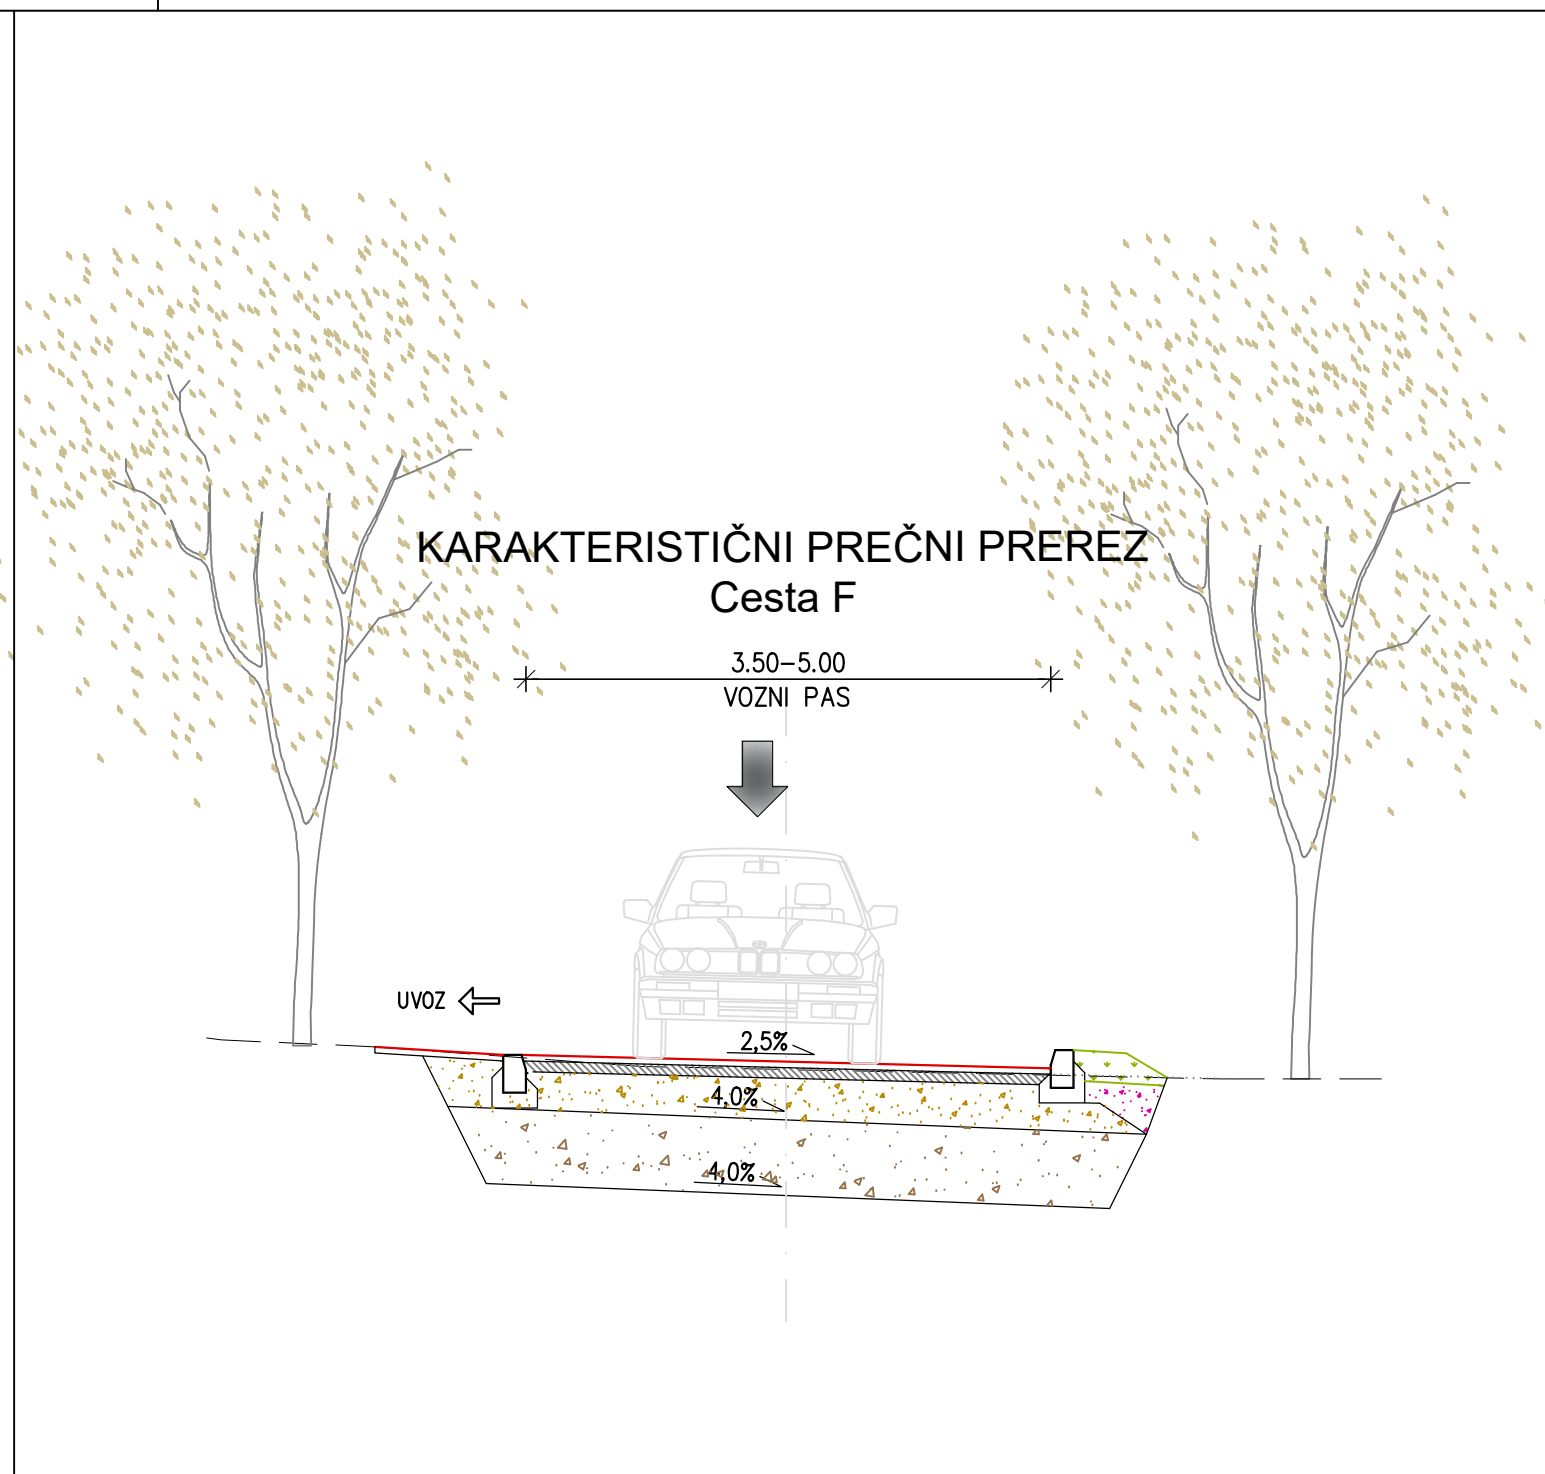 KARAKTERISTIČNI PREČNI PREREZ
Cesta F
3.50–5.00
VOZNI PAS
UVOZ
2,5%
4,0%
4,0%